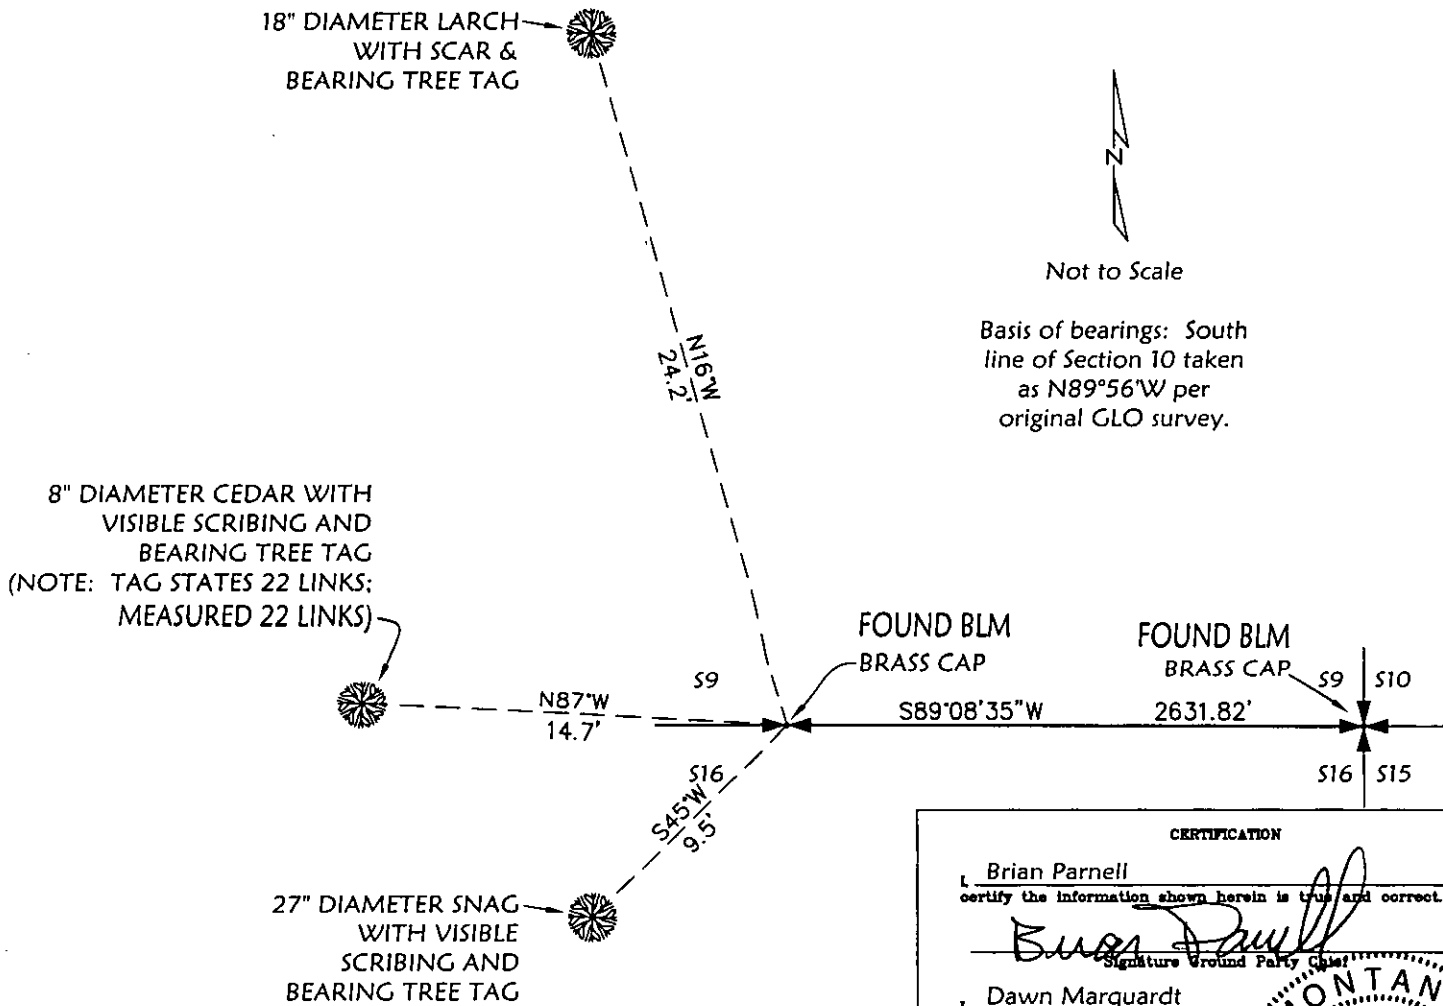 18" DIAMETER LARCH
WITH SCAR &
BEARING TREE TAG
N
Not to Scale
Basis of bearings: South
line of Section 10 taken
as N89°56'W per
original GLO survey.
N16°W
24.2'
8" DIAMETER CEDAR WITH
VISIBLE SCRIBING AND
BEARING TREE TAG
(NOTE: TAG STATES 22 LINKS;
MEASURED 22 LINKS)
FOUND BLM
BRASS CAP
FOUND BLM
BRASS CAP
S9
S9
S10
N87°W
14.7'
S89°08'35"W
2631.82'
S16
S16
S15
S45°W
9.5'
27" DIAMETER SNAG
WITH VISIBLE
SCRIBING AND
BEARING TREE TAG
CERTIFICATION
I, Brian Parnell
certify the information shown herein is true and correct.
Brian Parnell
Signature Ground Party Chief
I, Dawn Marquardt
ONTAN